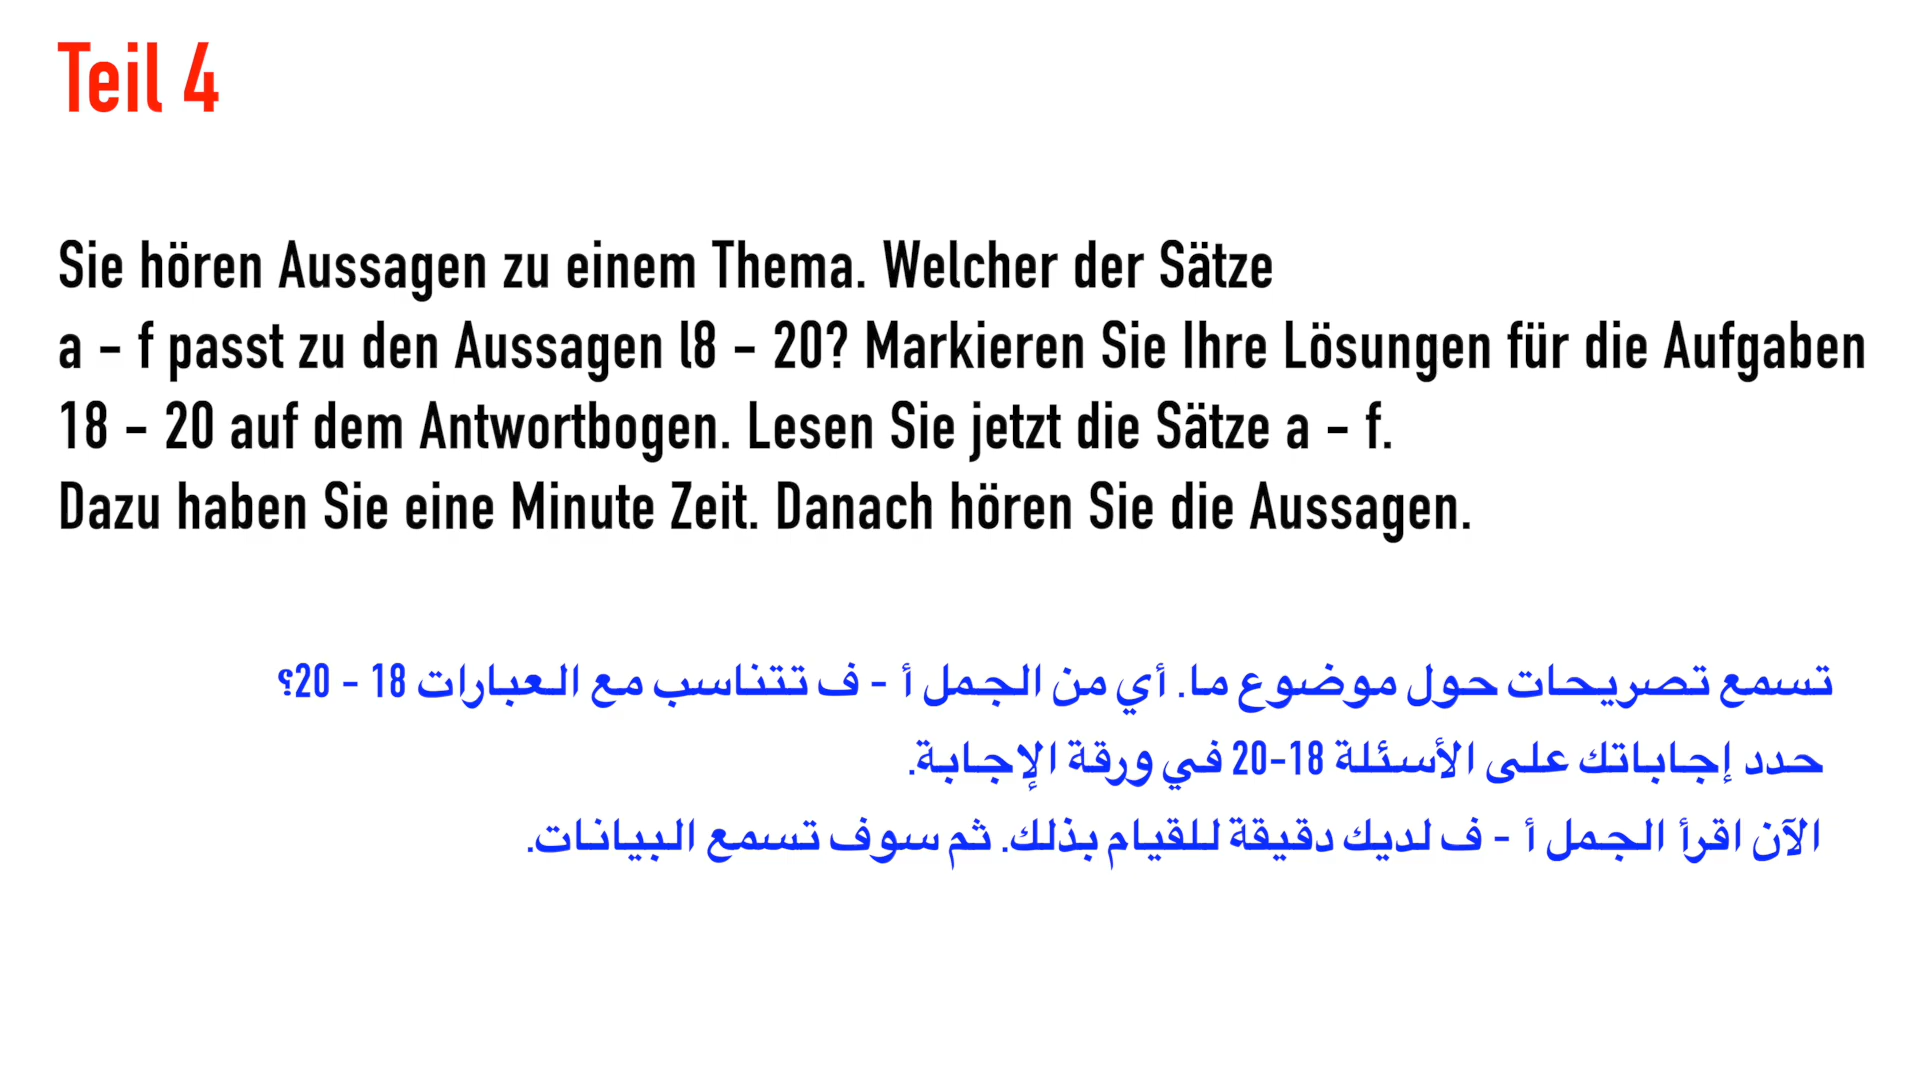 Teil 4
Sie hören Aussagen zu einem Thema. Welcher der Sätze
a – f passt zu den Aussagen l8 – 20? Markieren Sie Ihre Lösungen für die Aufgaben
18 – 20 auf dem Antwortbogen. Lesen Sie jetzt die Sätze a – f.
Dazu haben Sie eine Minute Zeit. Danach hören Sie die Aussagen.
تسمع تصريحات حول موضوع ما. أي من الجمل أ - ف تتناسب مع العبارات 18 - 20؟
حدد إجاباتك على الأسئلة 18-20 في ورقة الإجابة.
الآن اقرأ الجمل أ - ف لديك دقيقة للقيام بذلك. ثم سوف تسمع البيانات.